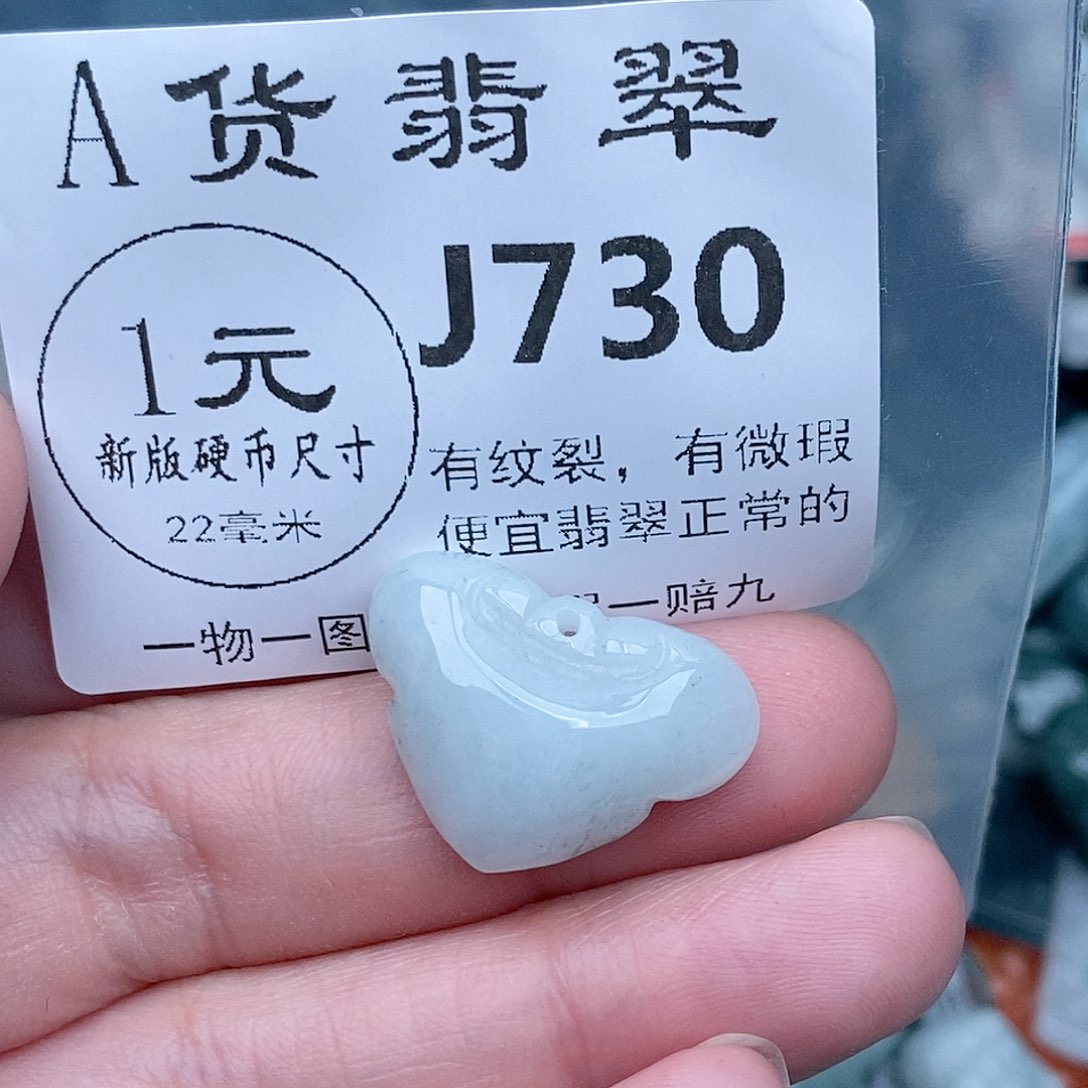 A货翡翠
J730
1元
新版硬币尺寸
22毫米
有纹裂，有微瑕
便宜翡翠正常的
一物一图
一赔九